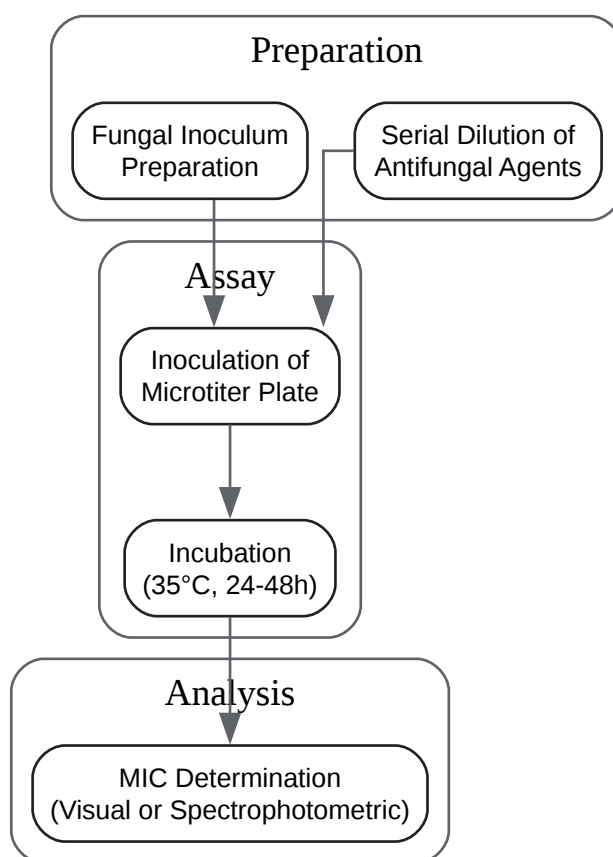 Preparation
Fungal Inoculum
Preparation
Serial Dilution of
Antifungal Agents
Assay
Inoculation of
Microtiter Plate
Incubation
(35°C, 24-48h)
Analysis
MIC Determination
(Visual or Spectrophotometric)